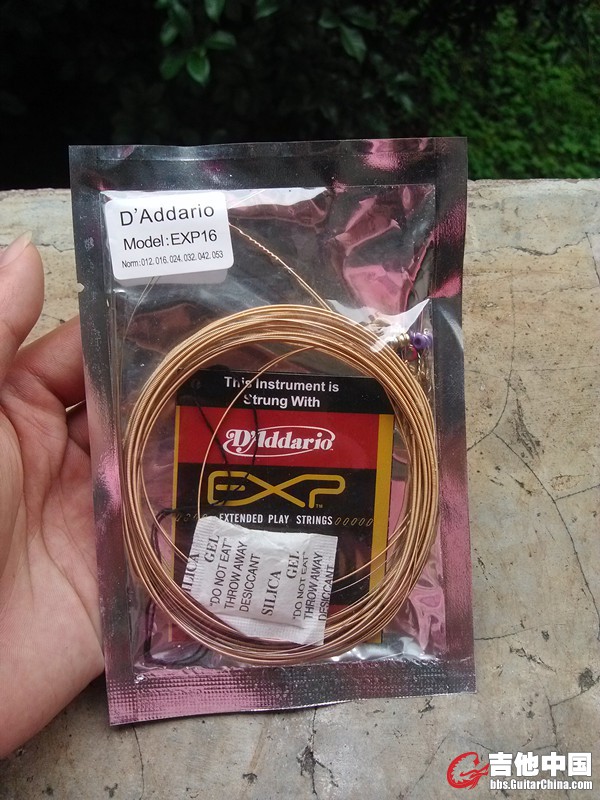 D'Addario
Model:EXP16
Norm:012. 016. 024. 032. 042. 053
This Instrument is
Strung With
D'Addario
EXP™
EXTENDED PLAY STRINGS
SILICA GEL
"DO NOT EAT"
THROW AWAY
DESICCANT
SILICA GEL
"DO NOT EAT"
THROW AWAY
DESICCANT
吉他中国
bbs.GuitarChina.com